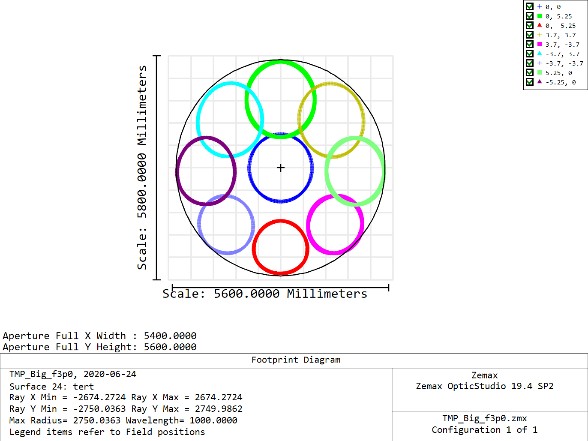 0, 0
0, 5.25
0, 5.25
3.7, 3.7
3.7, -3.7
-3.7, 3.7
-3.7, -3.7
5.25, 0
-5.25, 0
Scale: 5800.0000 Millimeters
Scale: 5600.0000 Millimeters
Aperture Full X Width : 5400.0000
Aperture Full Y Height: 5600.0000
Footprint Diagram
TMP_Big_f3p0, 2020-06-24
Surface 24: tert
Ray X Min = -2674.2724 Ray X Max = 2674.2724
Ray Y Min = -2750.0363 Ray Y Max = 2749.9862
Max Radius= 2750.0363 Wavelength= 1000.0000
Legend items refer to Field positions
Zemax
Zemax OpticStudio 19.4 SP2
TMP_Big_f3p0.zmx
Configuration 1 of 1